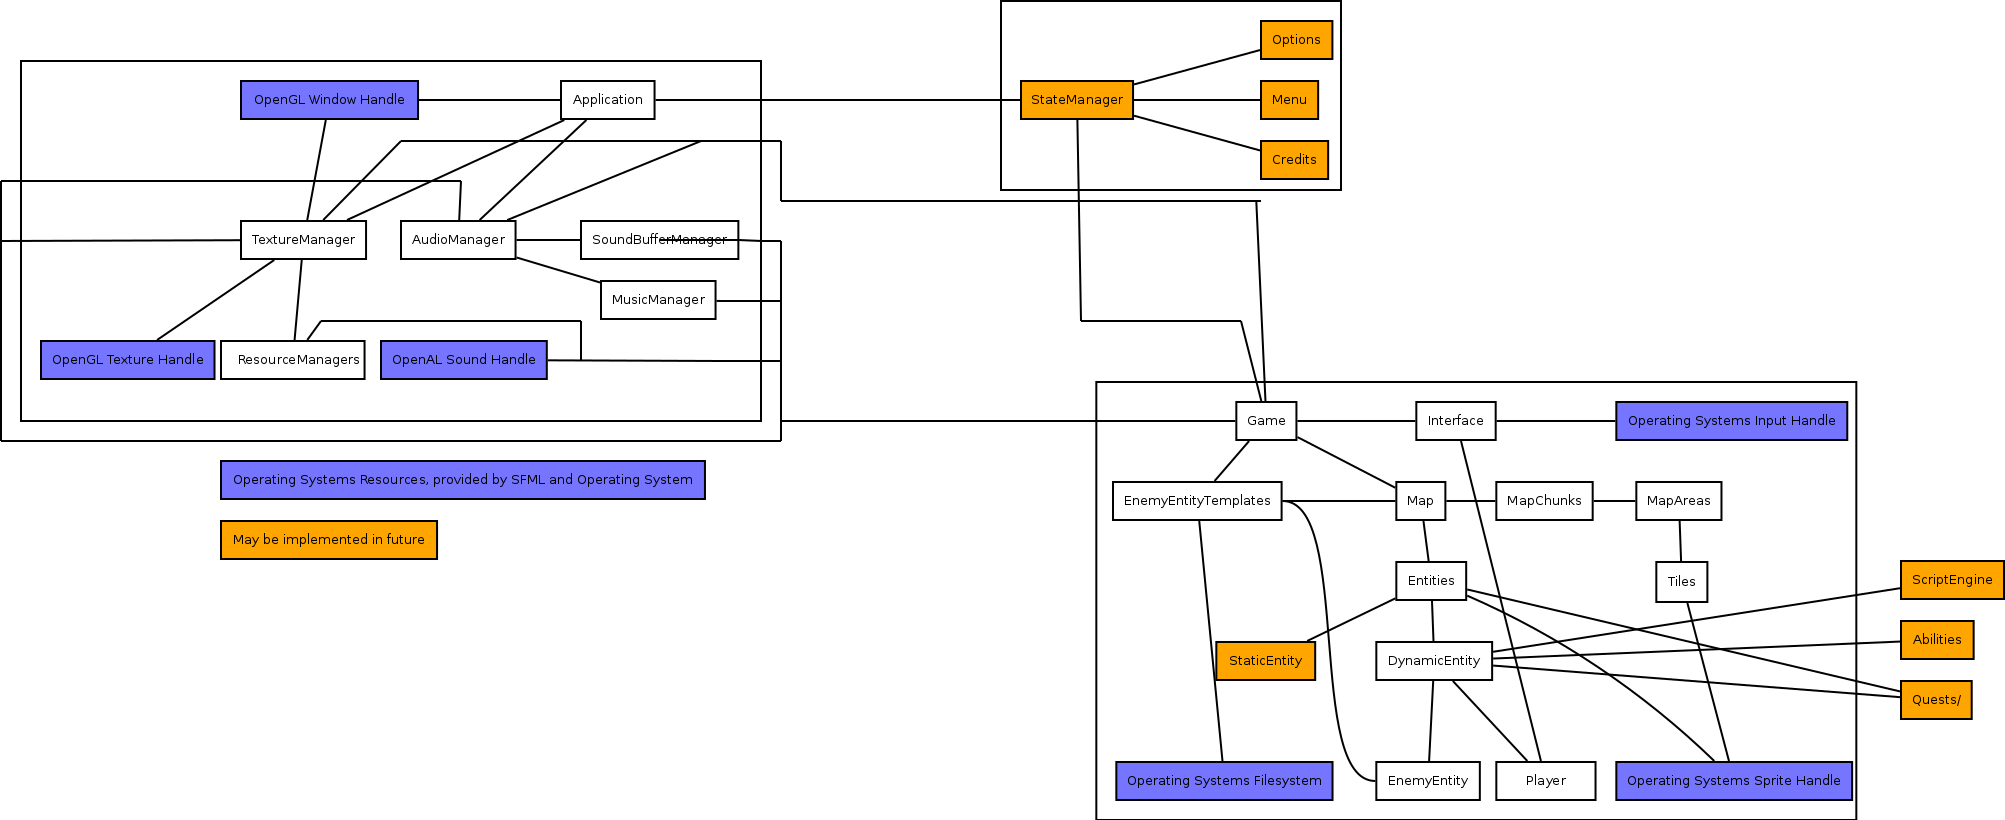 Options
OpenGL Window Handle
Application
StateManager
Menu
Credits
TextureManager
AudioManager
SoundBufferManager
MusicManager
OpenGL Texture Handle
ResourceManagers
OpenAL Sound Handle
Game
Interface
Operating Systems Input Handle
Operating Systems Resources, provided by SFML and Operating System
EnemyEntityTemplates
Map
MapChunks
MapAreas
May be implemented in future
Entities
Tiles
ScriptEngine
Abilities
StaticEntity
DynamicEntity
Quests/
Operating Systems Filesystem
EnemyEntity
Player
Operating Systems Sprite Handle